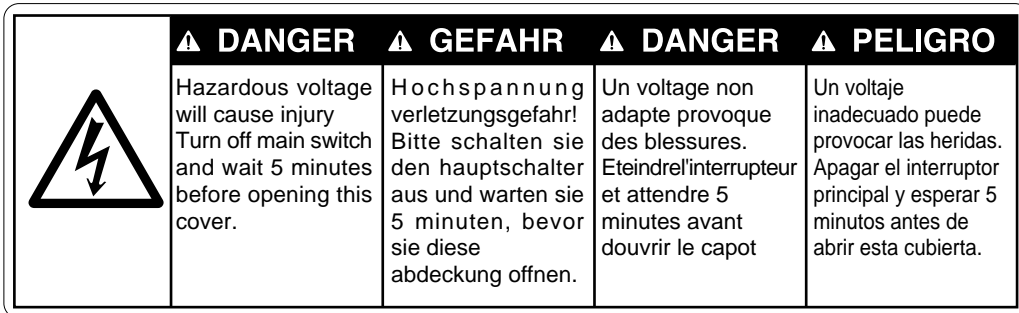 DANGER
Hazardous voltage
will cause injury
Turn off main switch
and wait 5 minutes
before opening this
cover.
GEFAHR
Hochspannung
verletzungsgefahr!
Bitte schalten sie
den hauptschalter
aus und warten sie
5 minuten, bevor
sie diese
abdeckung offnen.
DANGER
Un voltage non
adapte provoque
des blessures.
Eteindrel'interrupteur
et attendre 5
minutes avant
douvrir le capot
PELIGRO
Un voltaje
inadecuado puede
provocar las heridas.
Apagar el interruptor
principal y esperar 5
minutos antes de
abrir esta cubierta.